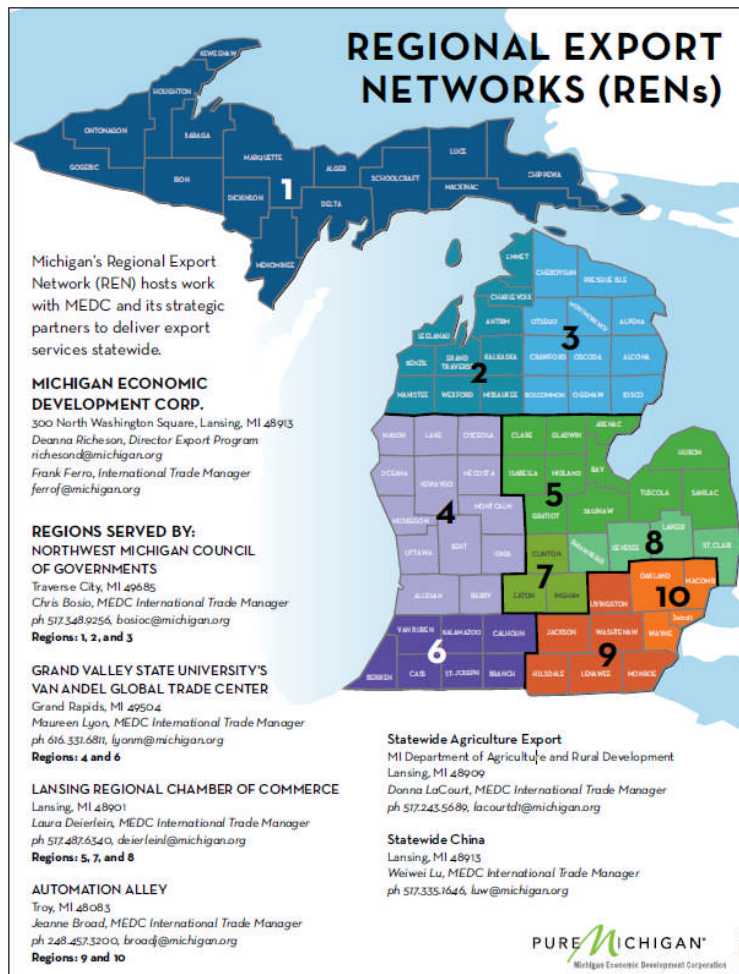 REGIONAL EXPORT
NETWORKS (RENs)
KEWEENAW
HOUGHTON
ONTONAGON
BARAGA
GOGEBIC
IRON
MARQUETTE
1
DICKINSON
MENOMINEE
ALGER
DELTA
SCHOOLCRAFT
LUCE
MACKINAC
CHIPPEWA
Michigan's Regional Export
Network (REN) hosts work
with MEDC and its strategic
partners to deliver export
services statewide.
EMMET
CHEBOYGAN
PRESQUE ISLE
CHARLEVOIX
ANTRIM
OTSEGO
MONTMORENCY
ALPENA
3
LEELANAU
BENZIE
GRAND
TRAVERSE
KALKASKA
CRAWFORD
OSCODA
ALCONA
2
MANISTEE
WEXFORD
MISSAUKEE
ROSCOMMON
OGEMAW
IOSCO
MASON
LAKE
OSCEOLA
CLARE
GLADWIN
ARENAC
HURON
OCEANA
NEWAYGO
MECOSTA
ISABELLA
MIDLAND
BAY
5
TUSCOLA
SANILAC
4
MONTCALM
GRATIOT
SAGINAW
MUSKEGON
LAPEER
GENESEE
8
ST. CLAIR
OTTAWA
KENT
IONIA
CLINTON
SHIAWASSEE
7
ALLEGAN
BARRY
EATON
INGHAM
LIVINGSTON
OAKLAND
MACOMB
10
Detroit
WAYNE
VAN BUREN
KALAMAZOO
CALHOUN
JACKSON
WASHTENAW
6
9
BERRIEN
CASS
ST. JOSEPH
BRANCH
HILLSDALE
LENAWEE
MONROE
MICHIGAN ECONOMIC
DEVELOPMENT CORP.
300 North Washington Square, Lansing, MI 48913
Deanna Richeson, Director Export Program
richesond@michigan.org
Frank Ferro, International Trade Manager
ferrof@michigan.org
REGIONS SERVED BY:
NORTHWEST MICHIGAN COUNCIL
OF GOVERNMENTS
Traverse City, MI 49685
Chris Bosio, MEDC International Trade Manager
ph 517.348.9256, bosioc@michigan.org
Regions: 1, 2, and 3
GRAND VALLEY STATE UNIVERSITY'S
VAN ANDEL GLOBAL TRADE CENTER
Grand Rapids, MI 49504
Maureen Lyon, MEDC International Trade Manager
ph 616.331.6811, lyonm@michigan.org
Regions: 4 and 6
LANSING REGIONAL CHAMBER OF COMMERCE
Lansing, MI 48901
Laura Deierlein, MEDC International Trade Manager
ph 517.487.6340, deierleinl@michigan.org
Regions: 5, 7, and 8
AUTOMATION ALLEY
Troy, MI 48083
Jeanne Broad, MEDC International Trade Manager
ph 248.457.3200, broadj@michigan.org
Regions: 9 and 10
Statewide Agriculture Export
MI Department of Agriculture and Rural Development
Lansing, MI 48909
Donna LaCourt, MEDC International Trade Manager
ph 517.243.5689, lacourtd1@michigan.org
Statewide China
Lansing, MI 48913
Weiwei Lu, MEDC International Trade Manager
ph 517.335.1646, luw@michigan.org
PURE MICHIGAN
Michigan Economic Development Corporation